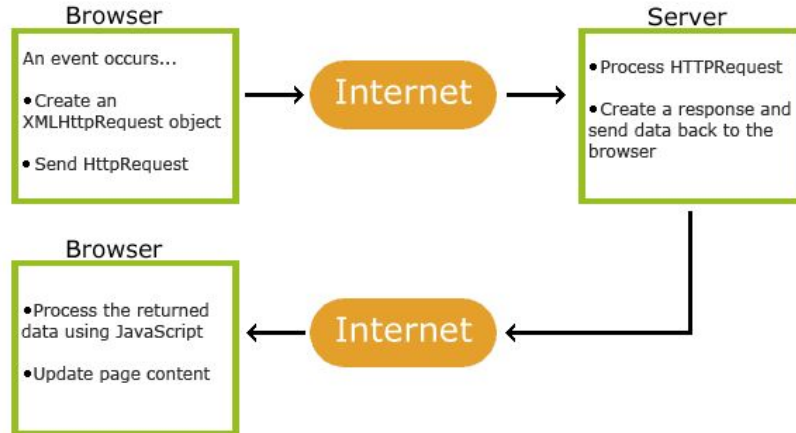 Browser
An event occurs...
•Create an
XMLHttpRequest object
•Send HttpRequest
Internet
Server
•Process HTTPRequest
•Create a response and
send data back to the
browser
Browser
•Process the returned
data using JavaScript
•Update page content
Internet